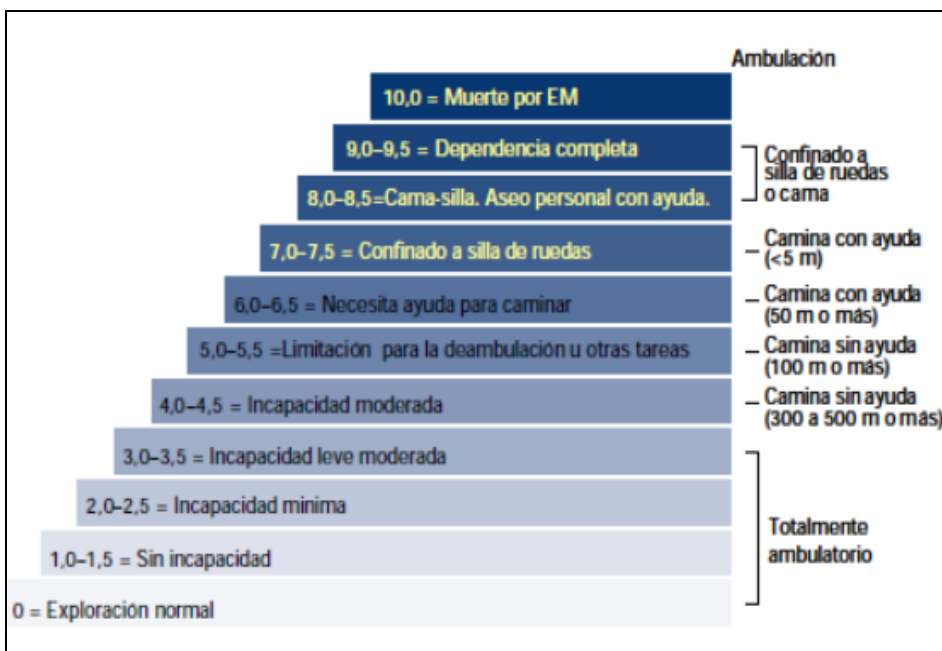 Ambulación
10,0 = Muerte por EM
9,0–9,5 = Dependencia completa
8,0–8,5=Cama-silla. Aseo personal con ayuda.
Confinado a
silla de ruedas
o cama
7,0–7,5 = Confinado a silla de ruedas
Camina con ayuda
(<5 m)
6,0–6,5 = Necesita ayuda para caminar
Camina con ayuda
(50 m o más)
5,0–5,5 =Limitación para la deambulación u otras tareas
Camina sin ayuda
(100 m o más)
4,0–4,5 = Incapacidad moderada
Camina sin ayuda
(300 a 500 m o más)
3,0–3,5 = Incapacidad leve moderada
2,0–2,5 = Incapacidad minima
1,0–1,5 = Sin incapacidad
0 = Exploración normal
Totalmente
ambulatorio